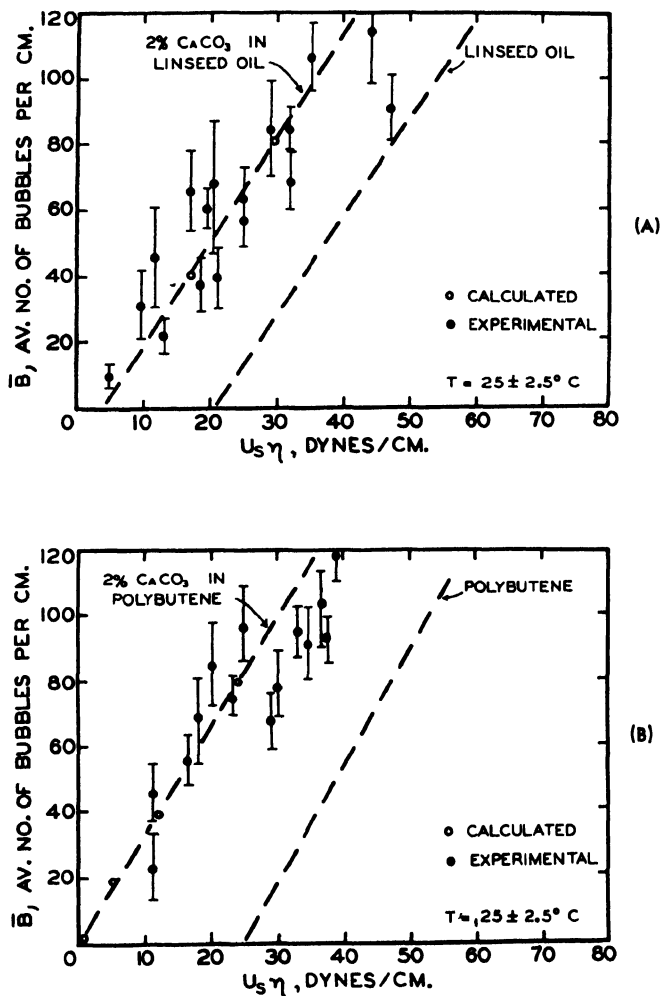 B̅, AV. NO. OF BUBBLES PER CM.
120
100
80
60
40
20
0
10
20
30
40
50
60
70
80
2% CACO₃ IN
LINSEED OIL
LINSEED OIL
CALCULATED
EXPERIMENTAL
T = 25 ± 2.5° C
U_S η, DYNES/CM.
(A)
B̅, AV. NO. OF BUBBLES PER CM.
120
100
80
60
40
20
0
10
20
30
40
50
60
70
80
2% CACO₃ IN
POLYBUTENE
POLYBUTENE
CALCULATED
EXPERIMENTAL
T = 25 ± 2.5° C
U_S η, DYNES/CM.
(B)